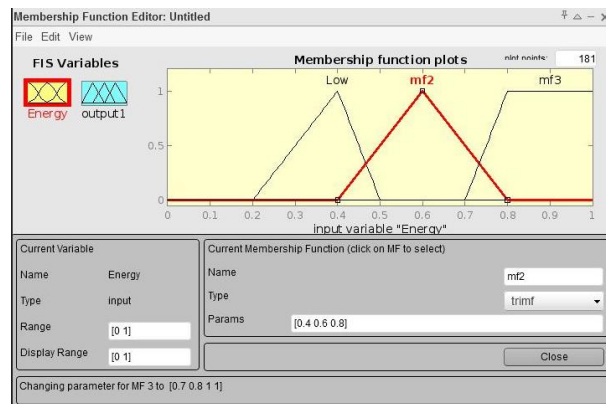 Membership Function Editor: Untitled
File Edit View
FIS Variables
Energy output1
Membership function plots
plot points: 181
Low mf2 mf3
1
0.5
0
0 0.1 0.2 0.3 0.4 0.5 0.6 0.7 0.8 0.9 1
input variable "Energy"
Current Variable
Name Energy
Type input
Range [0 1]
Display Range [0 1]
Current Membership Function (click on MF to select)
Name mf2
Type trimf
Params [0.4 0.6 0.8]
Close
Changing parameter for MF 3 to [0.7 0.8 1 1]